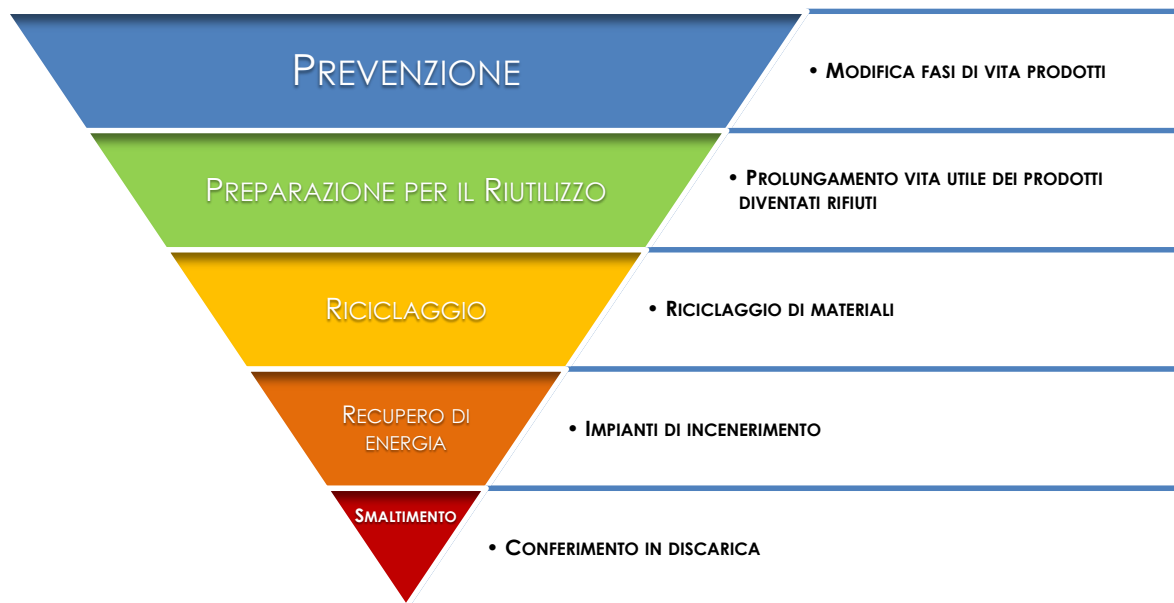 Prevenzione
• Modifica fasi di vita prodotti
Preparazione per il Riutilizzo
• Prolungamento vita utile dei prodotti
diventati rifiuti
Riciclaggio
• Riciclaggio di materiali
Recupero di
energia
• Impianti di incenerimento
Smaltimento
• Conferimento in discarica